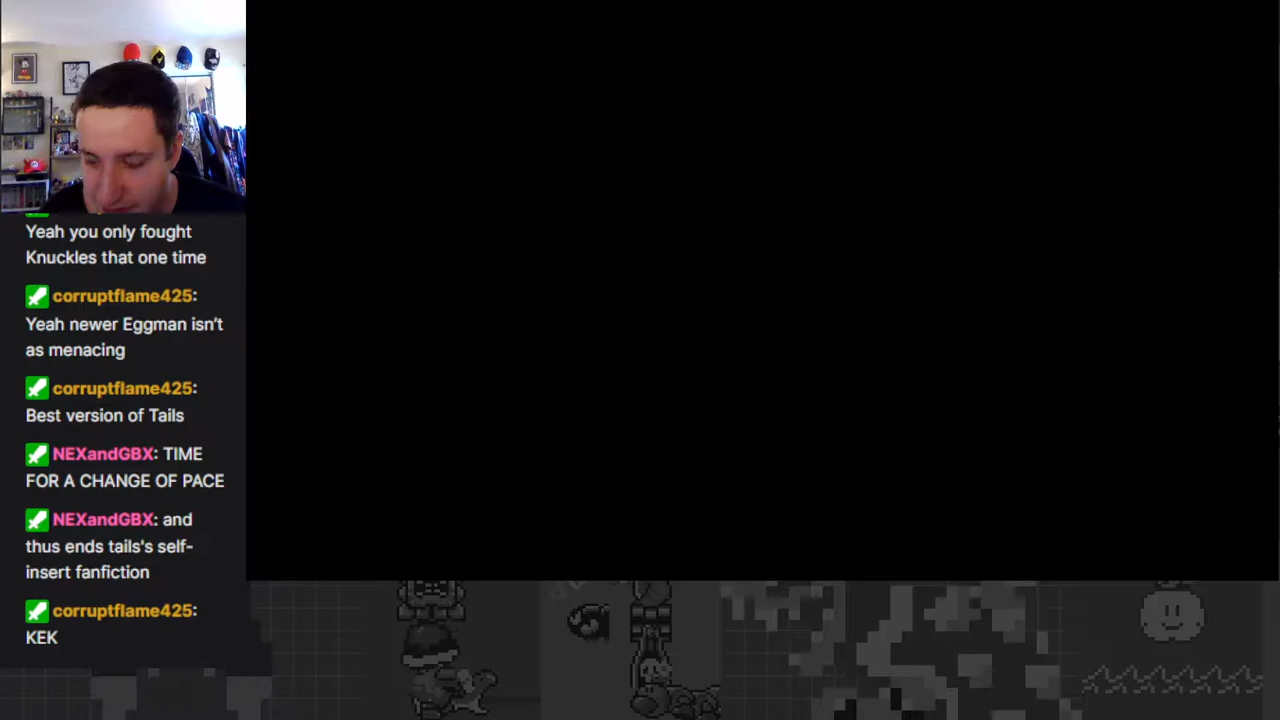 Yeah you only fought
Knuckles that one time
corruptflame425:
Yeah newer Eggman isn't
as menacing
corruptflame425:
Best version of Tails
NEXandGBX: TIME
FOR A CHANGE OF PACE
NEXandGBX: and
thus ends tails's self-
insert fanfiction
corruptflame425:
KEK